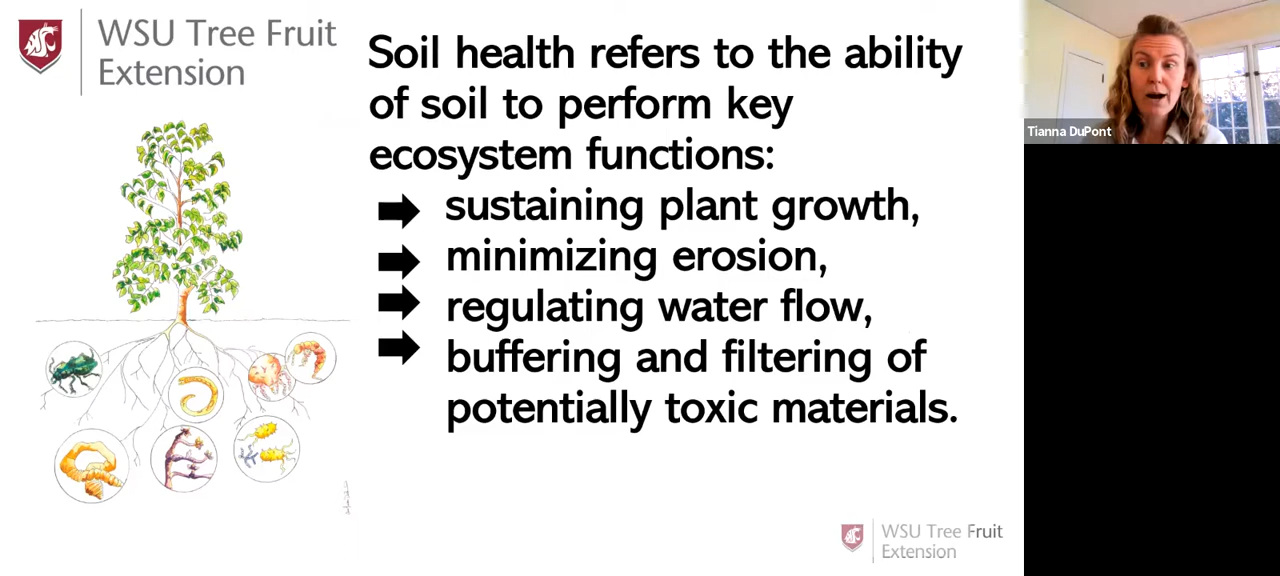 WSU Tree Fruit
Extension
Soil health refers to the ability
of soil to perform key
ecosystem functions:
sustaining plant growth,
minimizing erosion,
regulating water flow,
buffering and filtering of
potentially toxic materials.
Tianna DuPont
WSU Tree Fruit
Extension